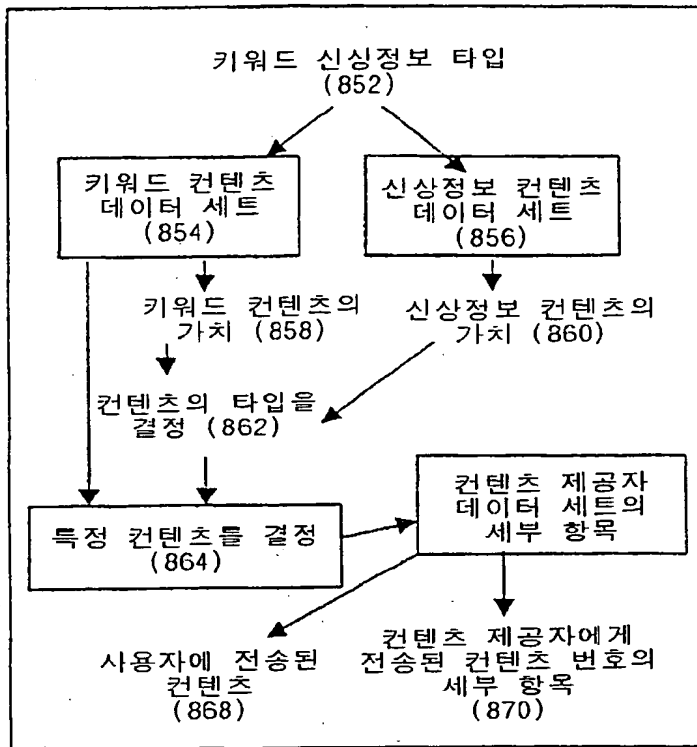 키워드 신상정보 타입
(852)
키워드 컨텐츠
데이터 세트
(854)
신상정보 컨텐츠
데이터 세트
(856)
키워드 컨텐츠의
가치 (858)
신상정보 컨텐츠의
가치 (860)
컨텐츠의 타입을
결정 (862)
특정 컨텐츠를 결정
(864)
컨텐츠 제공자
데이터 세트의
세부 항목
사용자에 전송된
컨텐츠
(868)
컨텐츠 제공자에게
전송된 컨텐츠 번호의
세부 항목
(870)